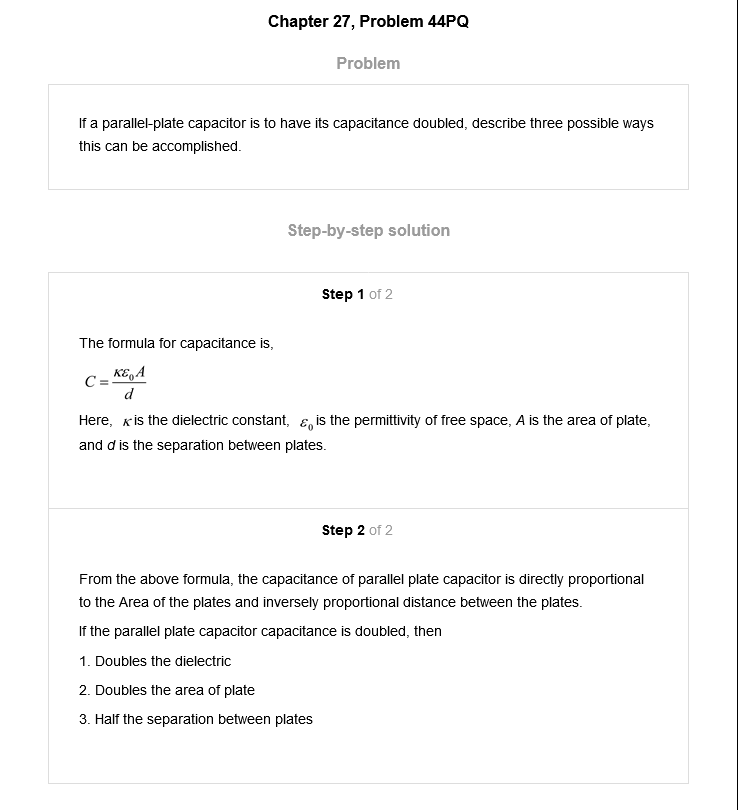 Chapter 27, Problem 44PQ
Problem
If a parallel-plate capacitor is to have its capacitance doubled, describe three possible ways
this can be accomplished.
Step-by-step solution
Step 1 of 2
The formula for capacitance is,
C = κε₀A / d
Here, κ is the dielectric constant, ε₀ is the permittivity of free space, A is the area of plate,
and d is the separation between plates.
Step 2 of 2
From the above formula, the capacitance of parallel plate capacitor is directly proportional
to the Area of the plates and inversely proportional distance between the plates.
If the parallel plate capacitor capacitance is doubled, then
1. Doubles the dielectric
2. Doubles the area of plate
3. Half the separation between plates